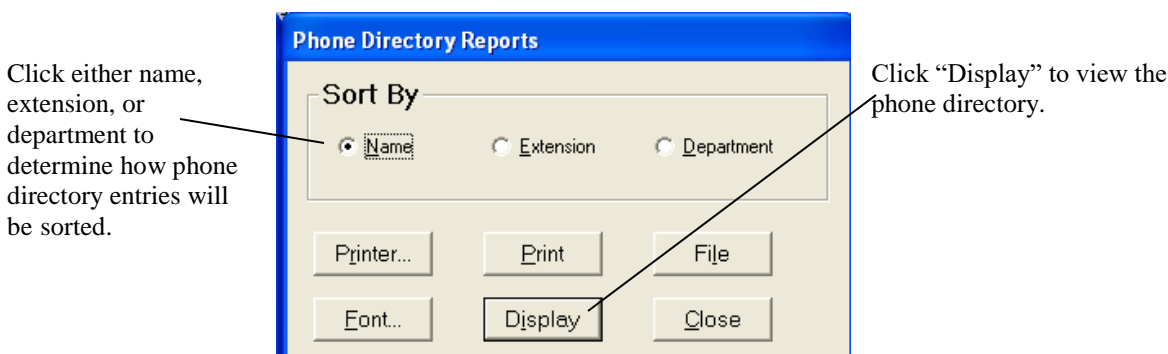 Click either name,
extension, or
department to
determine how phone
directory entries will
be sorted.
Phone Directory Reports
Sort By
Name Extension Department
Printer... Print File
Font... Display Close
Click “Display” to view the
phone directory.